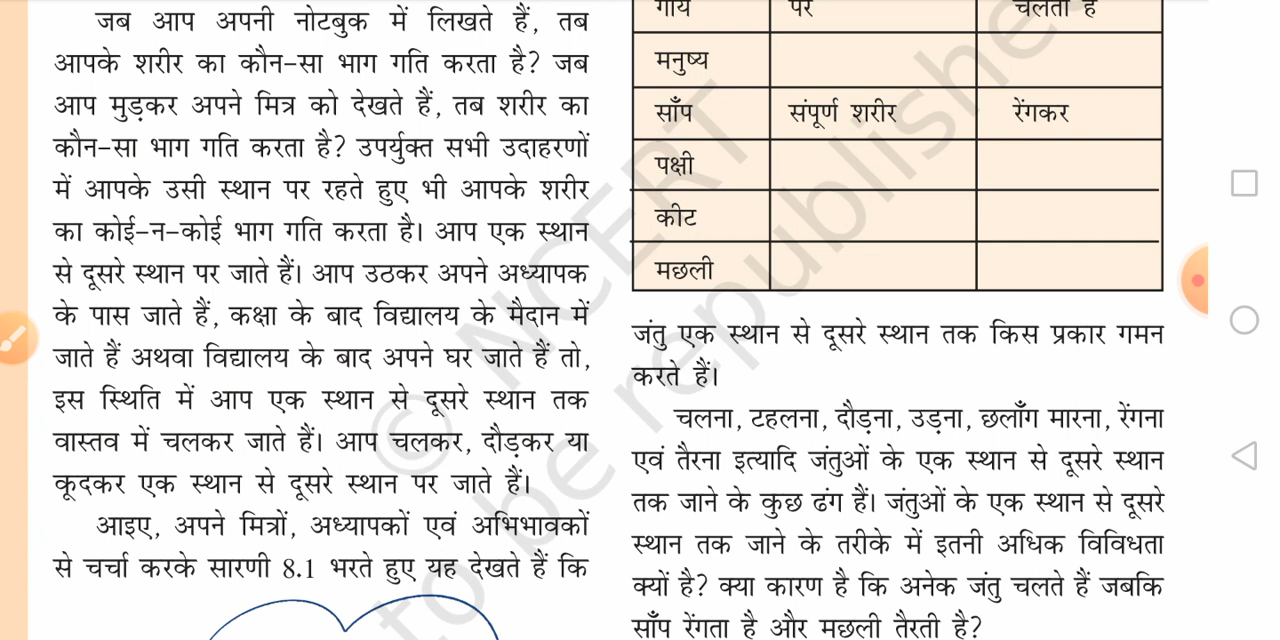 जब आप अपनी नोटबुक में लिखते हैं, तब
आपके शरीर का कौन-सा भाग गति करता है? जब
आप मुड़कर अपने मित्र को देखते हैं, तब शरीर का
कौन-सा भाग गति करता है? उपर्युक्त सभी उदाहरणों
में आपके उसी स्थान पर रहते हुए भी आपके शरीर
का कोई-न-कोई भाग गति करता है। आप एक स्थान
से दूसरे स्थान पर जाते हैं। आप उठकर अपने अध्यापक
के पास जाते हैं, कक्षा के बाद विद्यालय के मैदान में
जाते हैं अथवा विद्यालय के बाद अपने घर जाते हैं तो,
इस स्थिति में आप एक स्थान से दूसरे स्थान तक
वास्तव में चलकर जाते हैं। आप चलकर, दौड़कर या
कूदकर एक स्थान से दूसरे स्थान पर जाते हैं।
आइए, अपने मित्रों, अध्यापकों एवं अभिभावकों
से चर्चा करके सारणी 8.1 भरते हुए यह देखते हैं कि
गाय पैर चलती है
मनुष्य
साँप संपूर्ण शरीर रेंगकर
पक्षी
कीट
मछली
जंतु एक स्थान से दूसरे स्थान तक किस प्रकार गमन
करते हैं।
चलना, टहलना, दौड़ना, उड़ना, छलाँग मारना, रेंगना
एवं तैरना इत्यादि जंतुओं के एक स्थान से दूसरे स्थान
तक जाने के कुछ ढंग हैं। जंतुओं के एक स्थान से दूसरे
स्थान तक जाने के तरीके में इतनी अधिक विविधता
क्यों है? क्या कारण है कि अनेक जंतु चलते हैं जबकि
साँप रेंगता है और मछली तैरती है?
© NCERT
to be republished